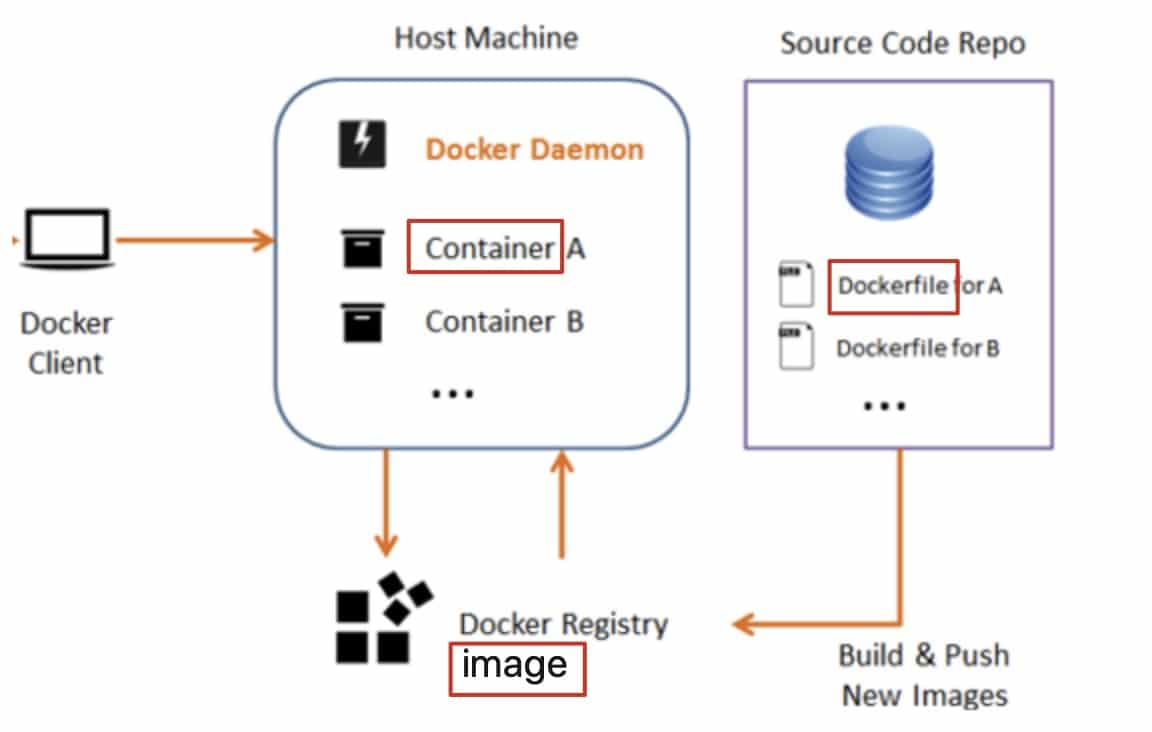 Host Machine
Source Code Repo
Docker Daemon
Container A
Container B
...
Dockerfile for A
Dockerfile for B
...
Docker
Client
Docker Registry
image
Build & Push
New Images